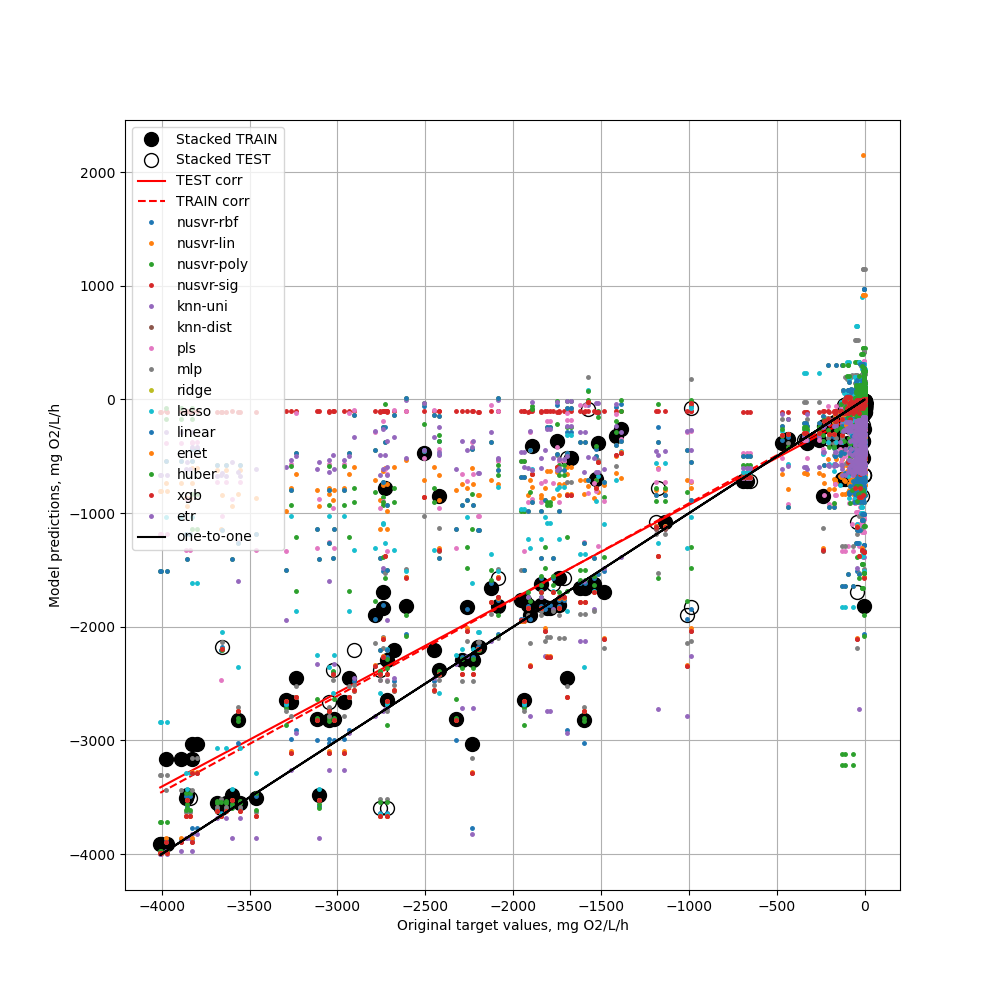 Stacked TRAIN
Stacked TEST
TEST corr
TRAIN corr
nusvr-rbf
nusvr-lin
nusvr-poly
nusvr-sig
knn-uni
knn-dist
pls
mlp
ridge
lasso
linear
enet
huber
xgb
etr
one-to-one
2000
1000
0
−1000
−2000
−3000
−4000
Model predictions, mg O2/L/h
−4000 −3500 −3000 −2500 −2000 −1500 −1000 −500 0
Original target values, mg O2/L/h